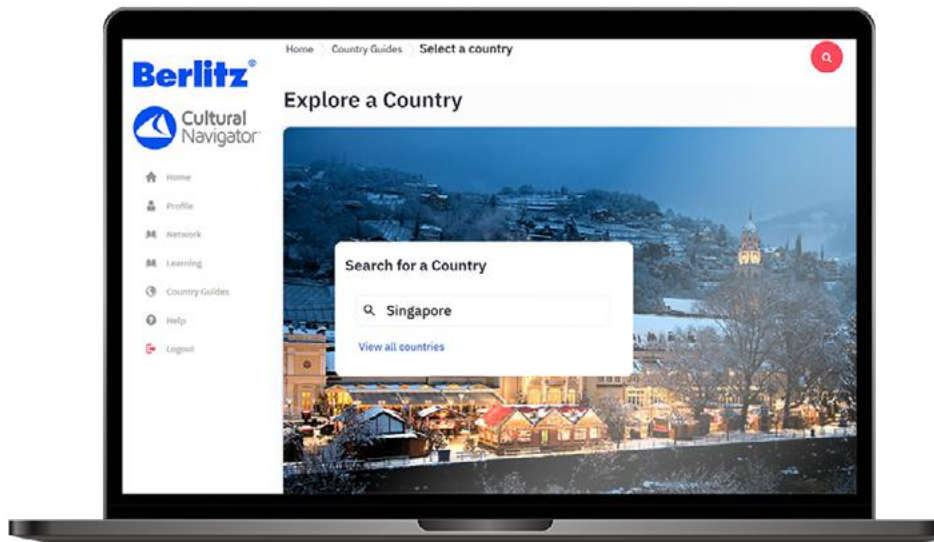 Home Country Guides Select a country
Berlitz®
Cultural
Navigator
Explore a Country
Home
Profile
Network
Learning
Country Guides
Help
Logout
Search for a Country
Singapore
View all countries